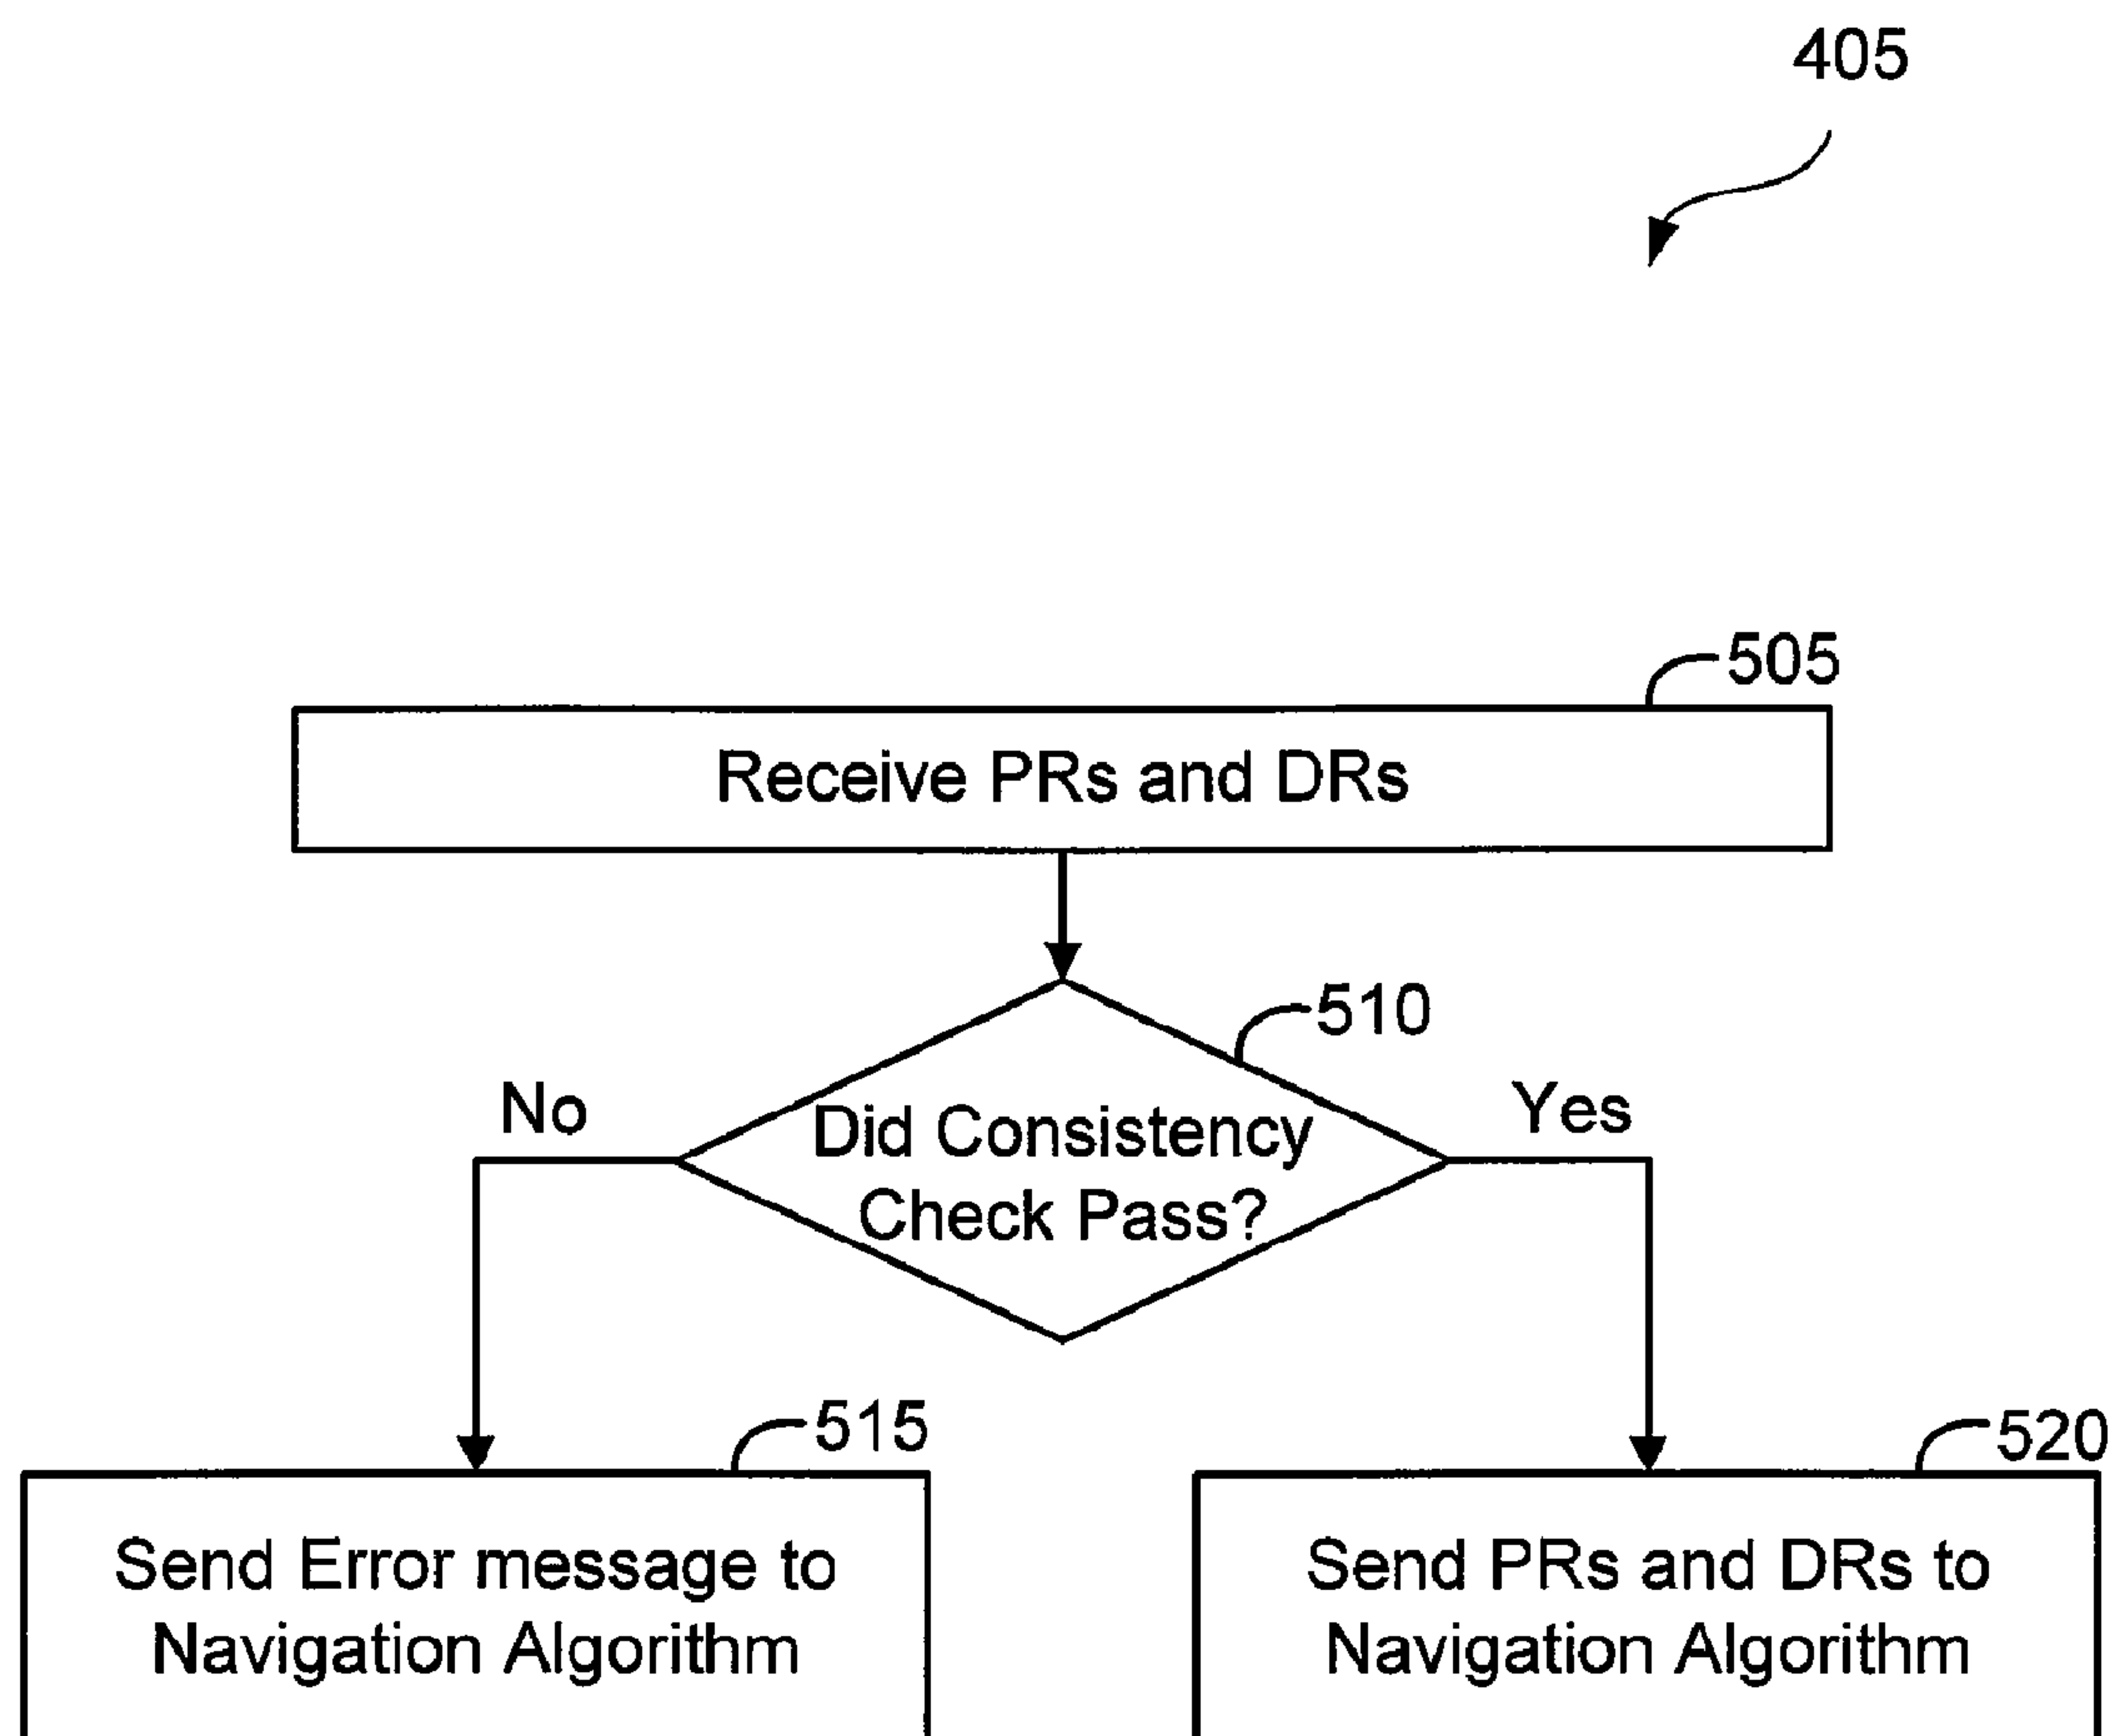 405
505
Receive PRs and DRs
510
No
Yes
Did Consistency
Check Pass?
515
520
Send Error message to
Navigation Algorithm
Send PRs and DRs to
Navigation Algorithm